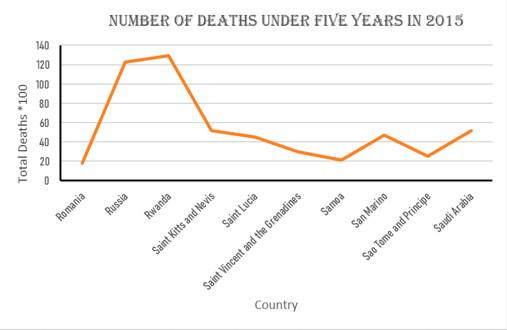 NUMBER OF DEATHS UNDER FIVE YEARS IN 2015
Total Deaths *100
140
120
100
80
60
40
20
0
Romania
Russia
Rwanda
Saint Kitts and Nevis
Saint Lucia
Saint Vincent and the Grenadines
Samoa
San Marino
Sao Tome and Principe
Saudi Arabia
Country